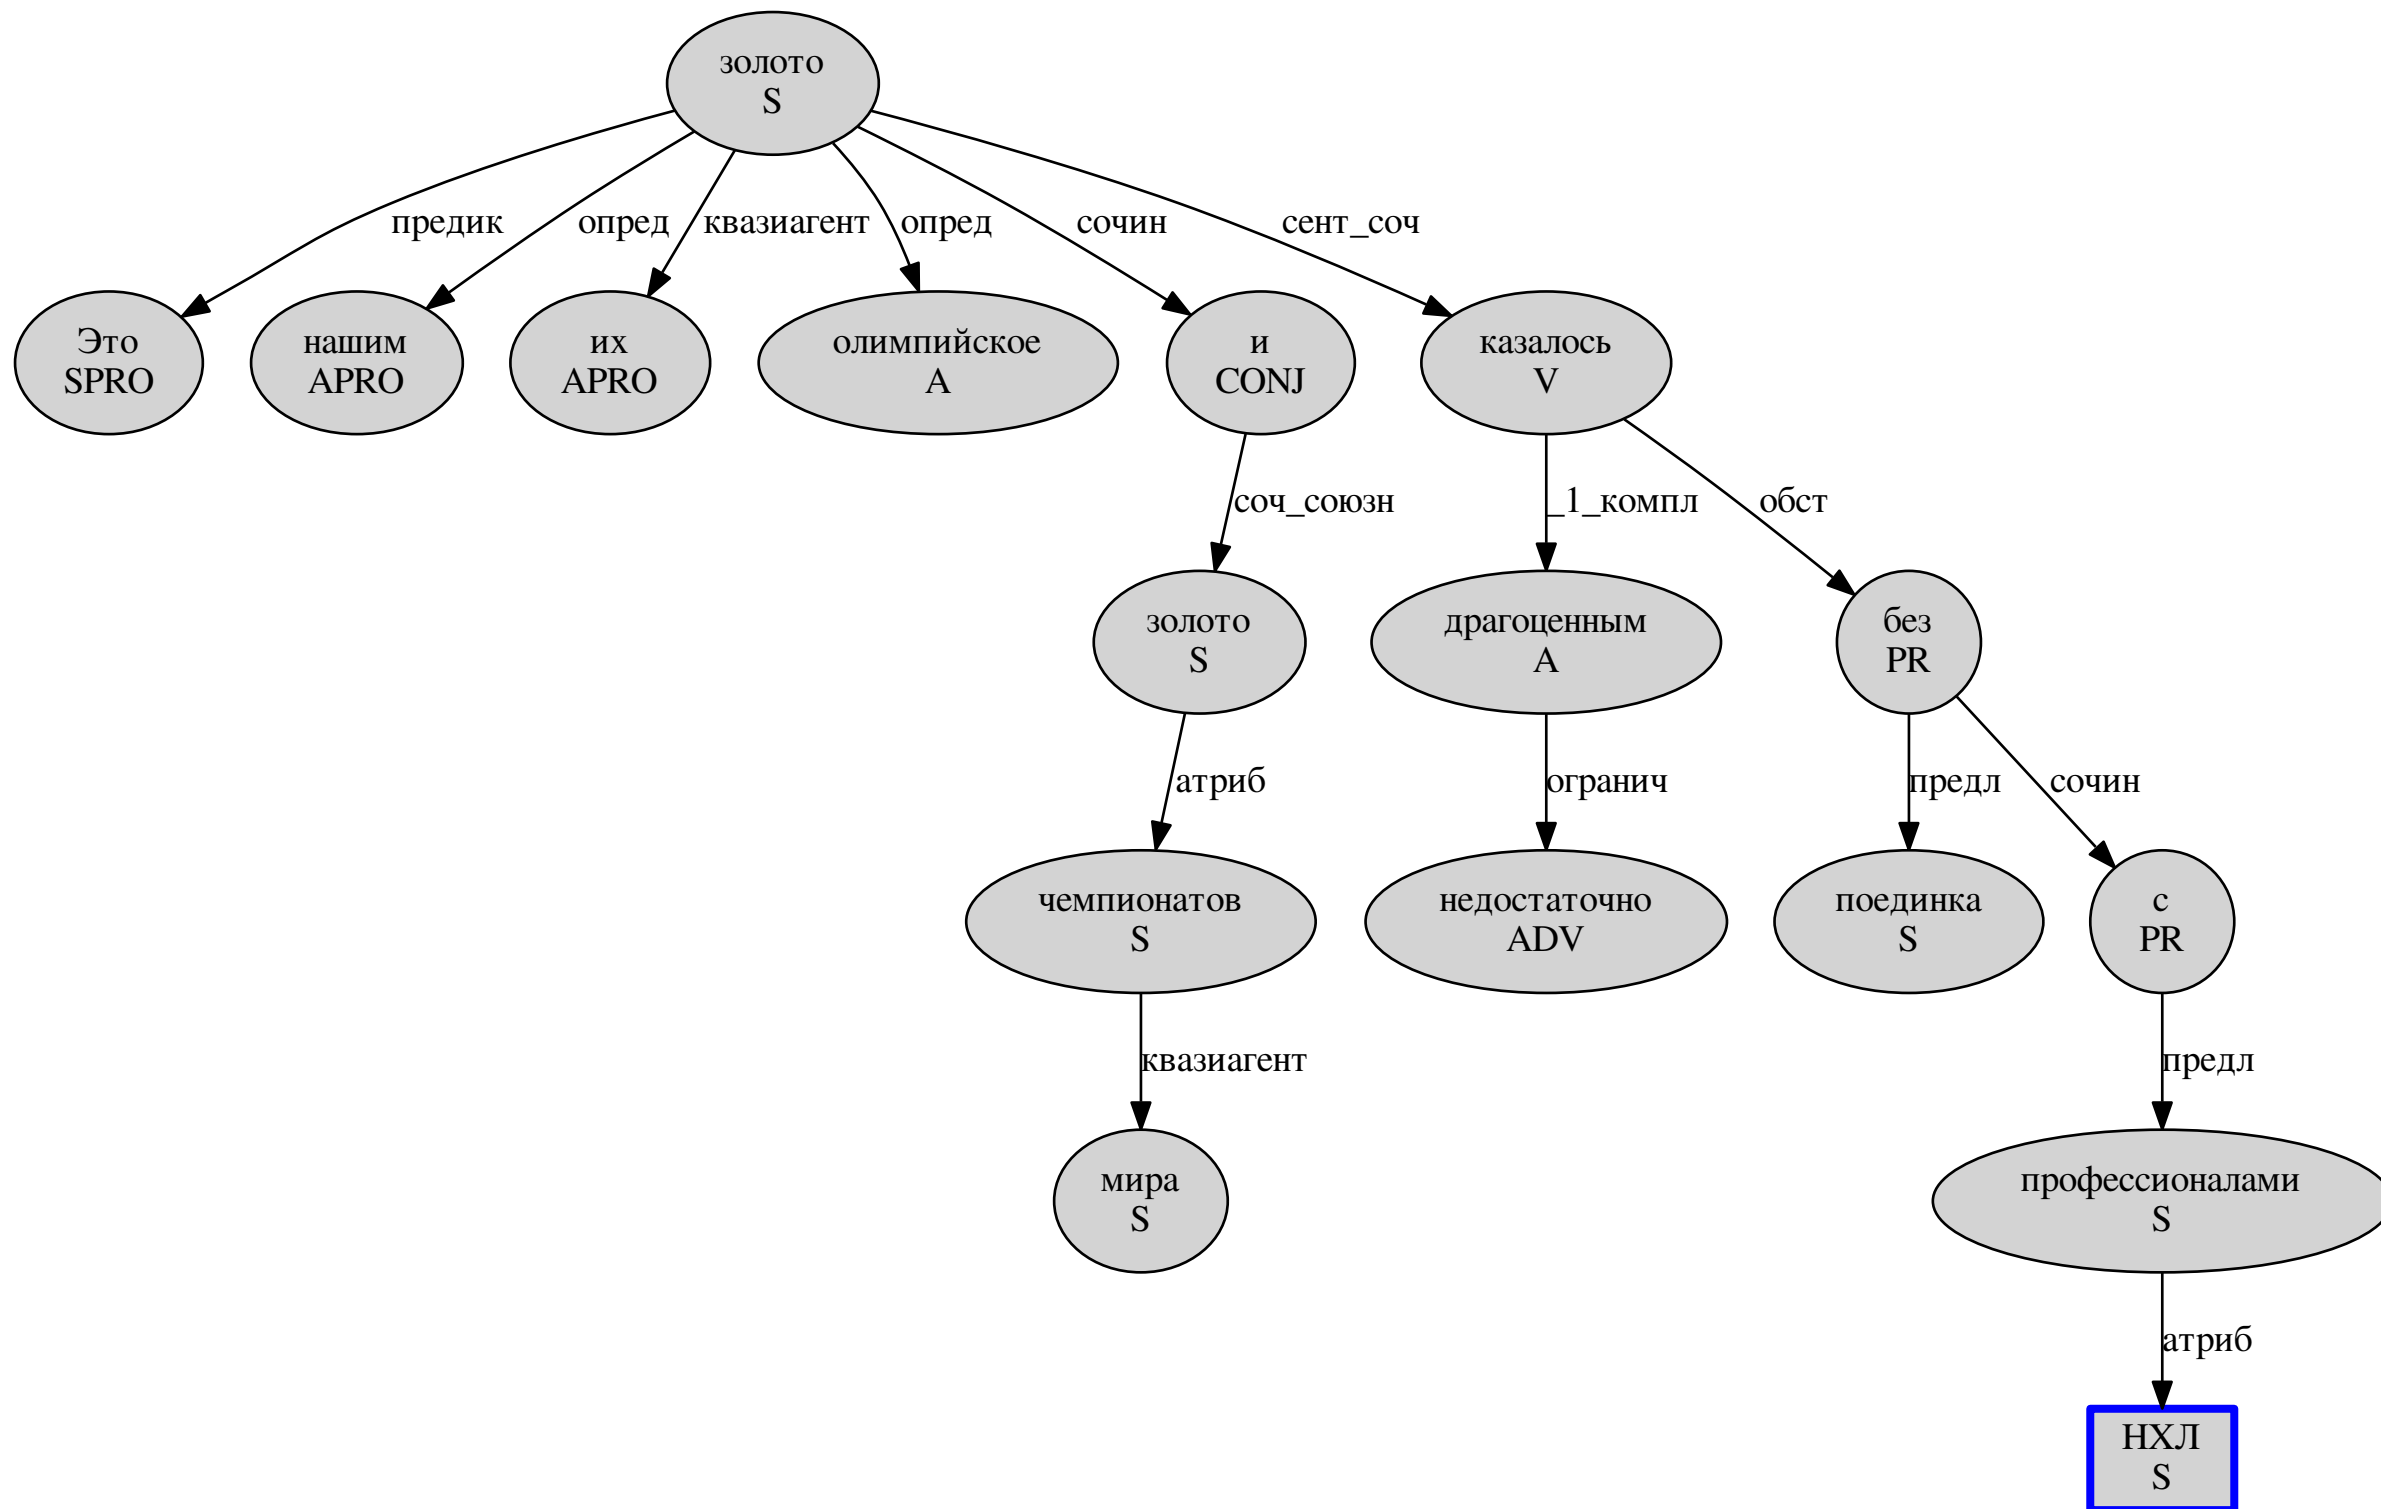 золото
S
предик
опред
квазиагент
опред
сочин
сент_соч
Это
SPRO
нашим
APRO
их
APRO
олимпийское
A
и
CONJ
казалось
V
соч_союзн
_1_компл
обст
золото
S
драгоценным
A
без
PR
атриб
огранич
предл
сочин
чемпионатов
S
недостаточно
ADV
поединка
S
с
PR
квазиагент
предл
мира
S
профессионалами
S
атриб
НХЛ
S